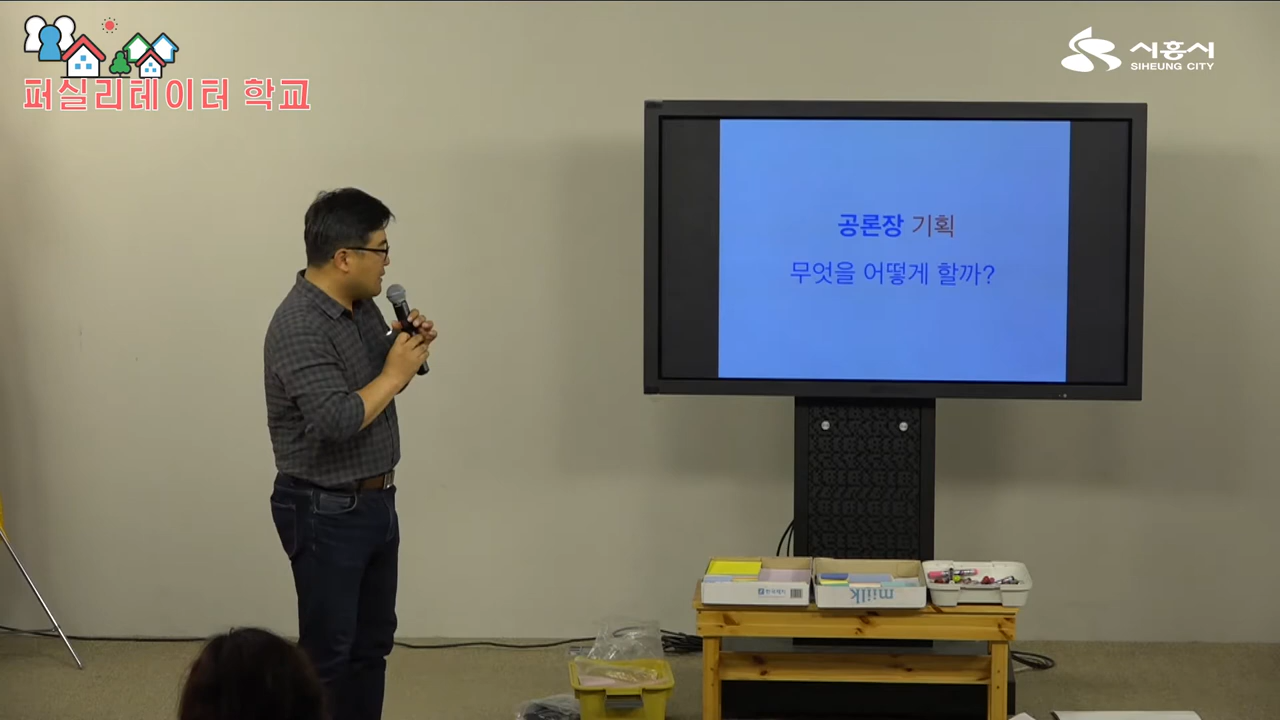 퍼실리테이터 학교
시흥시
SIHEUNG CITY
공론장 기획
무엇을 어떻게 할까?
miilk